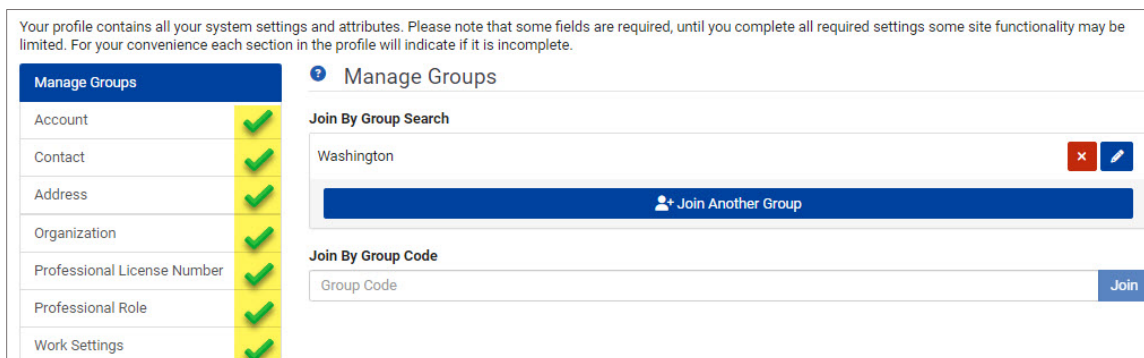 Your profile contains all your system settings and attributes. Please note that some fields are required, until you complete all required settings some site functionality may be
limited. For your convenience each section in the profile will indicate if it is incomplete.
Manage Groups
Account
Contact
Address
Organization
Professional License Number
Professional Role
Work Settings
Manage Groups
Join By Group Search
Washington
Join Another Group
Join By Group Code
Group Code
Join